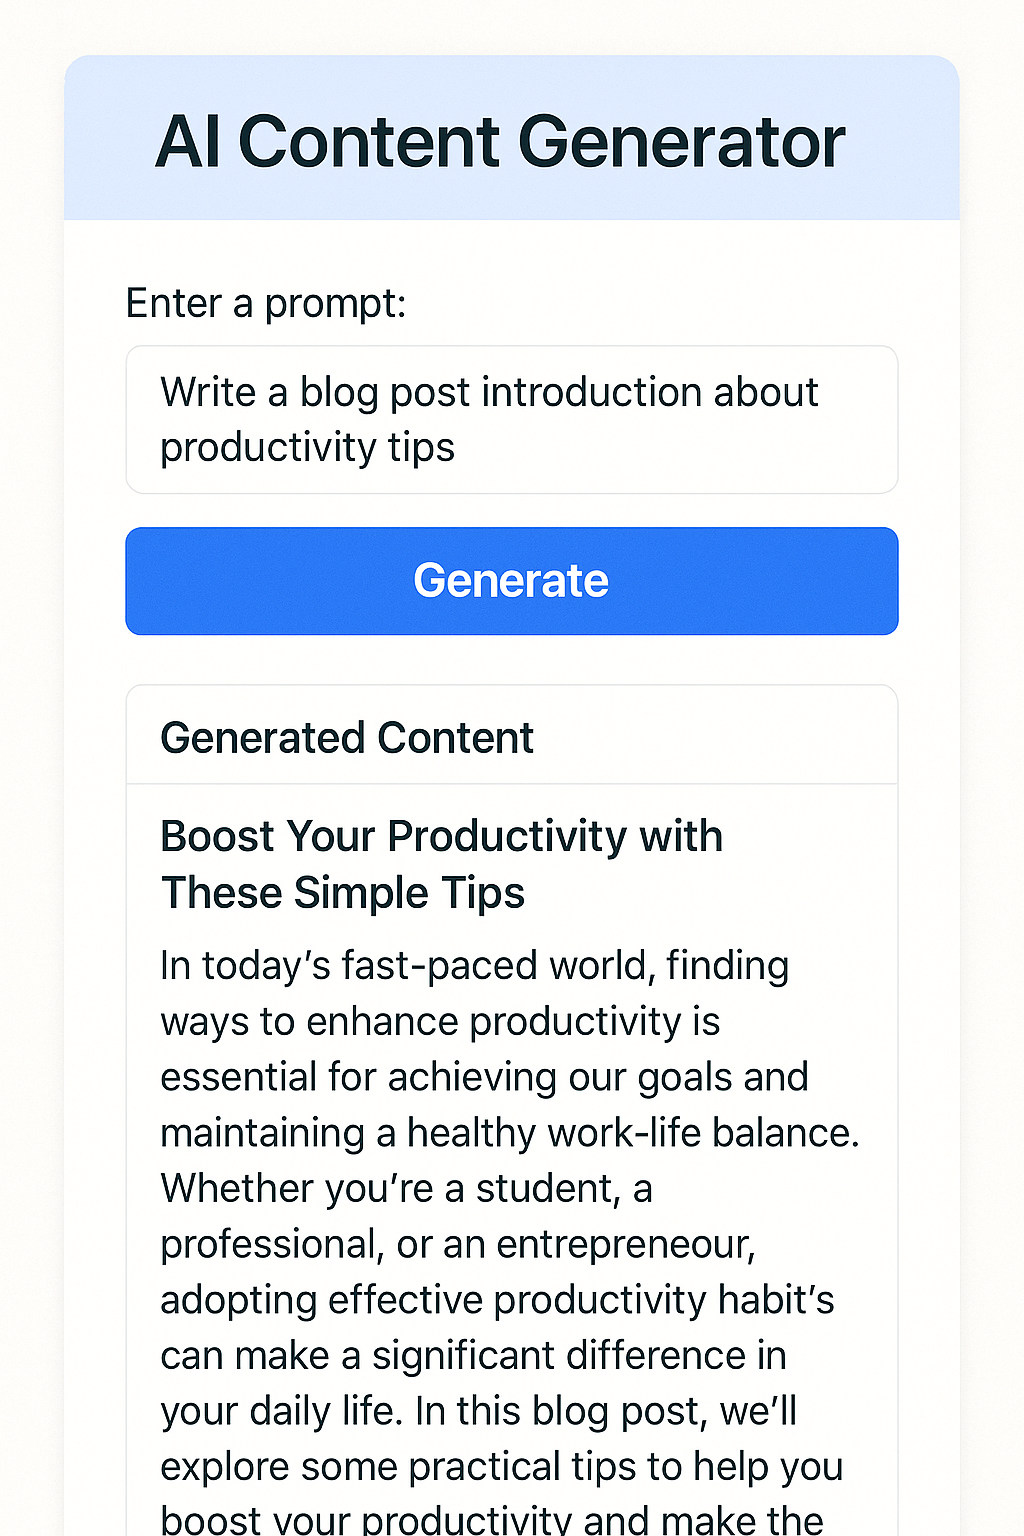 AI Content Generator
Enter a prompt:
Write a blog post introduction about
productivity tips
Generate
Generated Content
Boost Your Productivity with
These Simple Tips
In today’s fast-paced world, finding
ways to enhance productivity is
essential for achieving our goals and
maintaining a healthy work-life balance.
Whether you’re a student, a
professional, or an entrepreneour,
adopting effective productivity habit’s
can make a significant difference in
your daily life. In this blog post, we’ll
explore some practical tips to help you
boost your productivity and make the